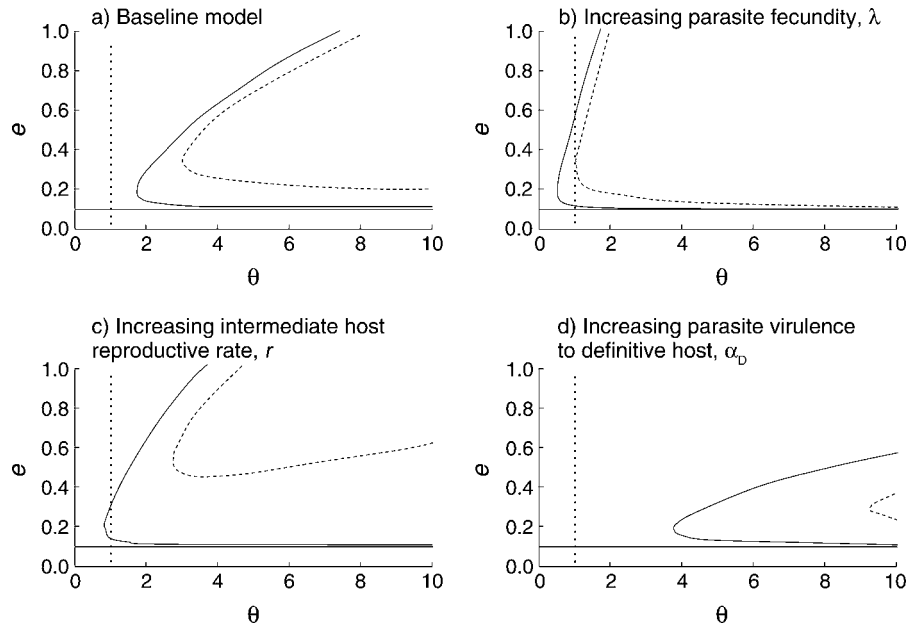 a) Baseline model
1.0
0.8
0.6
e
0.4
0.2
0.0
0 2 4 6 8 10
θ
b) Increasing parasite fecundity, λ
1.0
0.8
0.6
e
0.4
0.2
0.0
0 2 4 6 8 10
θ
c) Increasing intermediate host
reproductive rate, r
1.0
0.8
0.6
e
0.4
0.2
0.0
0 2 4 6 8 10
θ
d) Increasing parasite virulence
to definitive host, αD
1.0
0.8
0.6
e
0.4
0.2
0.0
0 2 4 6 8 10
θ